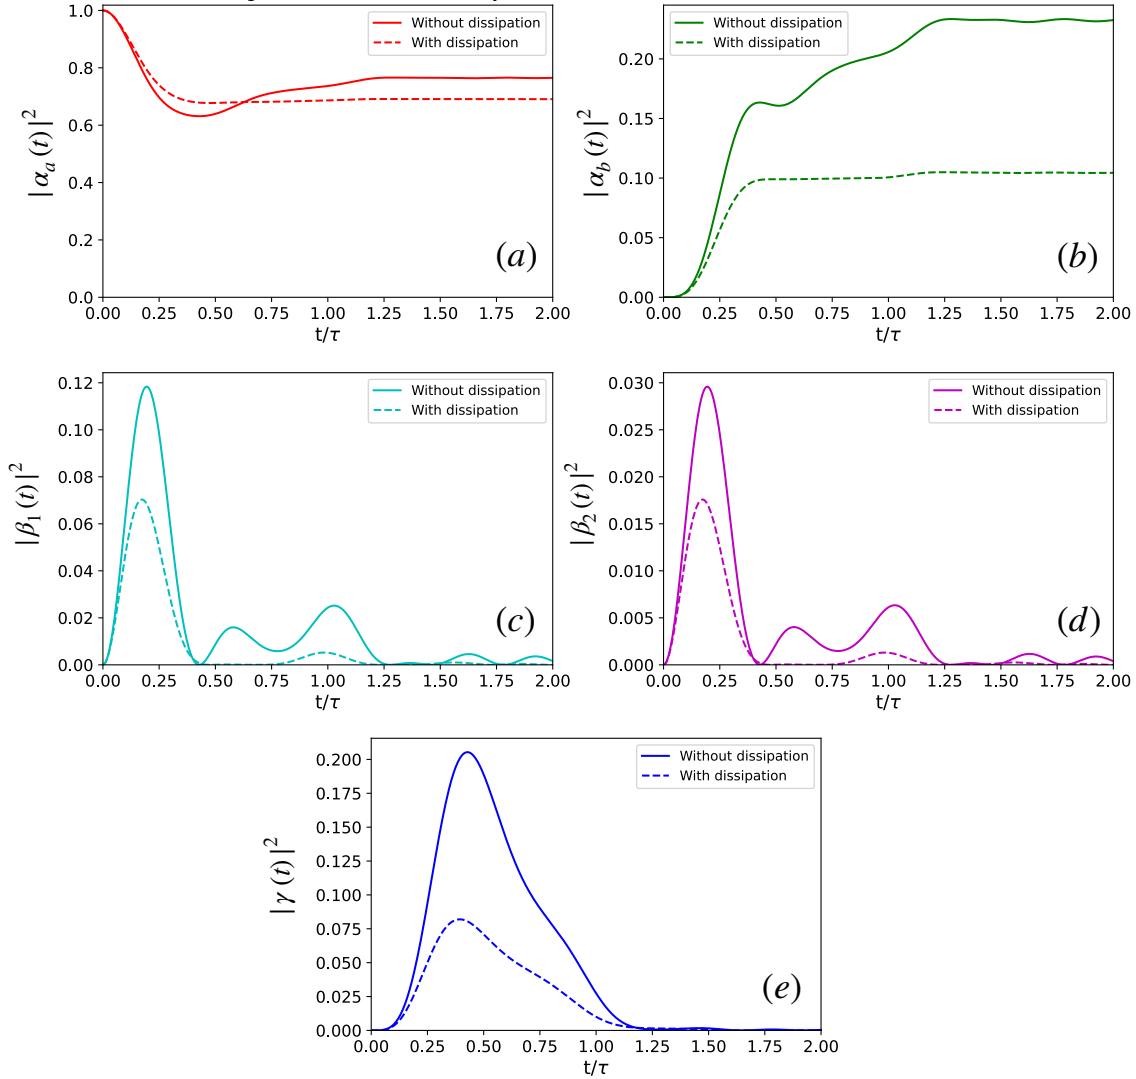 1.0
0.8
0.6
0.4
0.2
0.0
|α_a(t)|²
Without dissipation
With dissipation
(a)
0.00 0.25 0.50 0.75 1.00 1.25 1.50 1.75 2.00
t/τ
0.20
0.15
0.10
0.05
0.00
|α_b(t)|²
Without dissipation
With dissipation
(b)
0.00 0.25 0.50 0.75 1.00 1.25 1.50 1.75 2.00
t/τ
0.12
0.10
0.08
0.06
0.04
0.02
0.00
|β₁(t)|²
Without dissipation
With dissipation
(c)
0.00 0.25 0.50 0.75 1.00 1.25 1.50 1.75 2.00
t/τ
0.030
0.025
0.020
0.015
0.010
0.005
0.000
|β₂(t)|²
Without dissipation
With dissipation
(d)
0.00 0.25 0.50 0.75 1.00 1.25 1.50 1.75 2.00
t/τ
0.200
0.175
0.150
0.125
0.100
0.075
0.050
0.025
0.000
|γ(t)|²
Without dissipation
With dissipation
(e)
0.00 0.25 0.50 0.75 1.00 1.25 1.50 1.75 2.00
t/τ